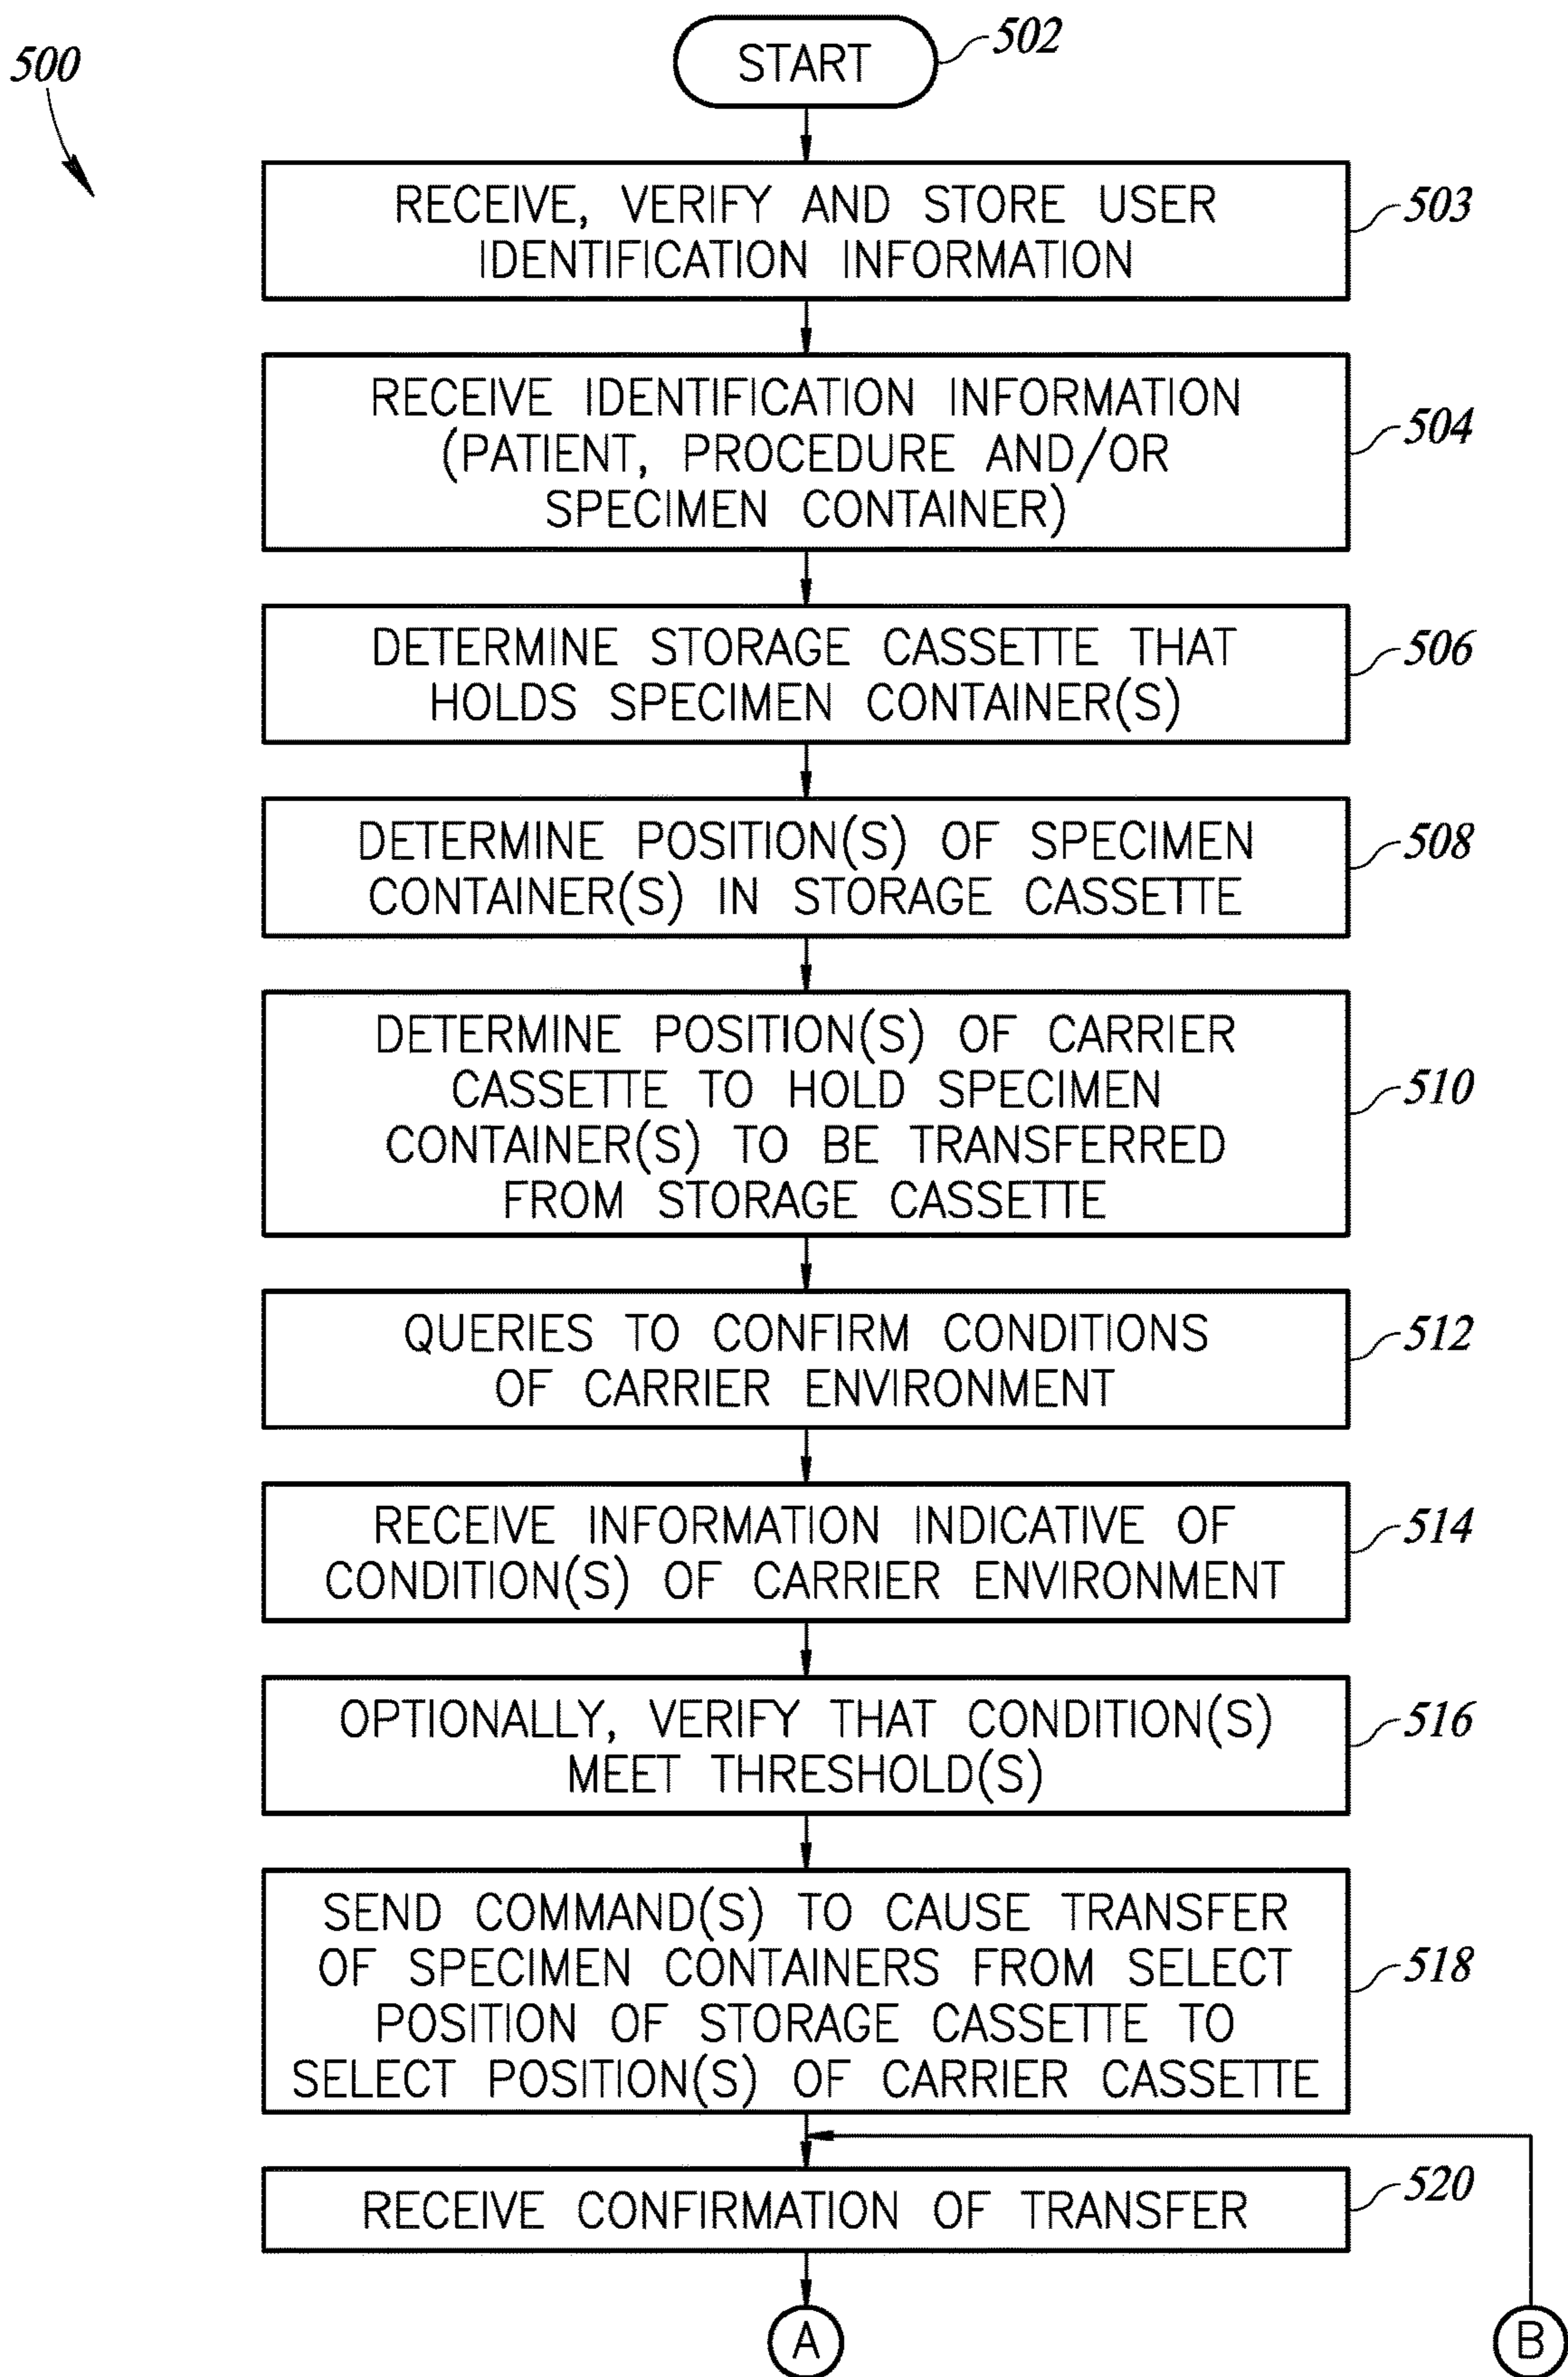 500
START
502
RECEIVE, VERIFY AND STORE USER
IDENTIFICATION INFORMATION
503
RECEIVE IDENTIFICATION INFORMATION
(PATIENT, PROCEDURE AND/OR
SPECIMEN CONTAINER)
504
DETERMINE STORAGE CASSETTE THAT
HOLDS SPECIMEN CONTAINER(S)
506
DETERMINE POSITION(S) OF SPECIMEN
CONTAINER(S) IN STORAGE CASSETTE
508
DETERMINE POSITION(S) OF CARRIER
CASSETTE TO HOLD SPECIMEN
CONTAINER(S) TO BE TRANSFERRED
FROM STORAGE CASSETTE
510
QUERIES TO CONFIRM CONDITIONS
OF CARRIER ENVIRONMENT
512
RECEIVE INFORMATION INDICATIVE OF
CONDITION(S) OF CARRIER ENVIRONMENT
514
OPTIONALLY, VERIFY THAT CONDITION(S)
MEET THRESHOLD(S)
516
SEND COMMAND(S) TO CAUSE TRANSFER
OF SPECIMEN CONTAINERS FROM SELECT
POSITION OF STORAGE CASSETTE TO
SELECT POSITION(S) OF CARRIER CASSETTE
518
RECEIVE CONFIRMATION OF TRANSFER
520
A
B